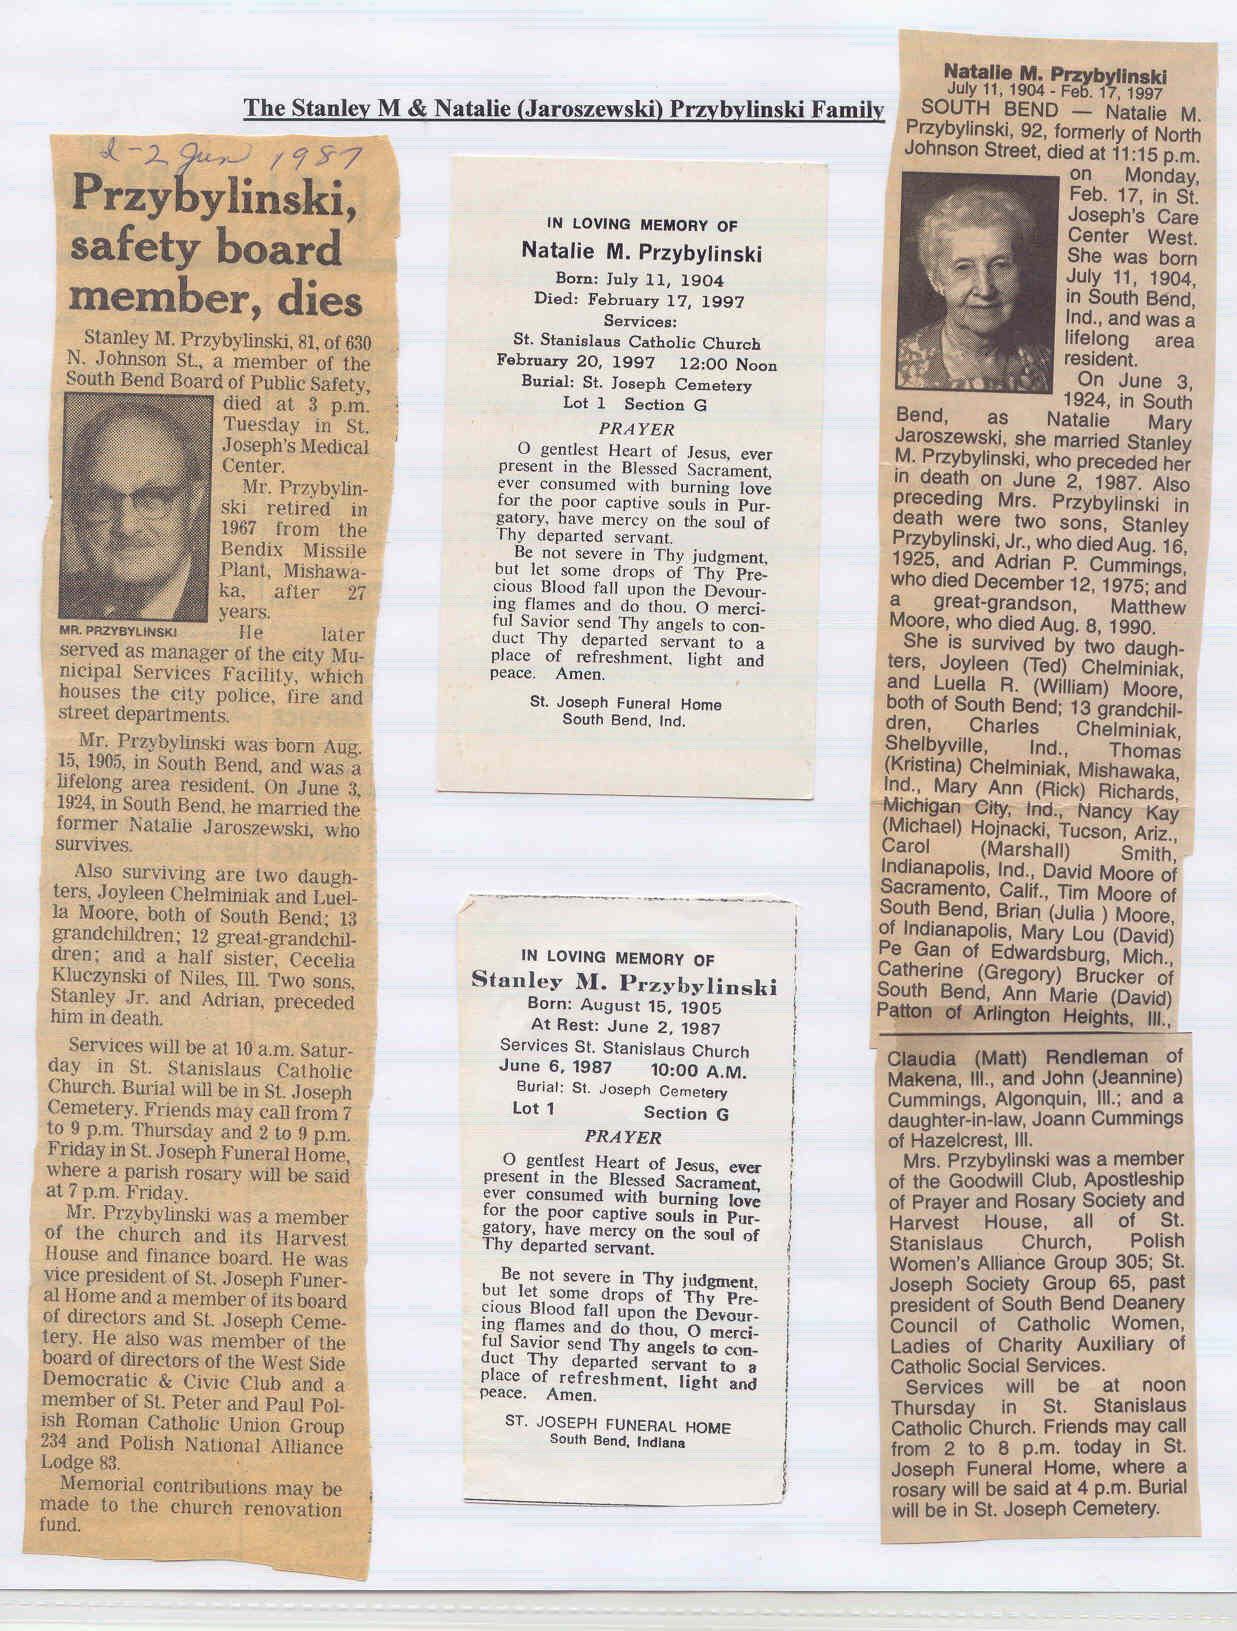 The Stanley M & Natalie (Jaroszewski) Przybylinski Family
2 Jun 1987
Przybylinski,
safety board
member, dies
Stanley M. Przybylinski, 81, of 630
N. Johnson St., a member of the
South Bend Board of Public Safety,
died at 3 p.m.
Tuesday in St.
Joseph's Medical
Center.
Mr. Przybylin-
ski retired in
1967 from the
Bendix Missile
Plant, Mishawa-
ka, after 27
years.
MR. PRZYBYLINSKI
He later
served as manager of the city Mu-
nicipal Services Facility, which
houses the city police, fire and
street departments.
Mr. Przybylinski was born Aug.
15, 1905, in South Bend, and was a
lifelong area resident. On June 3,
1924, in South Bend, he married the
former Natalie Jaroszewski, who
survives.
Also surviving are two daugh-
ters, Joyleen Chelminiak and Luel-
la Moore, both of South Bend; 13
grandchildren; 12 great-grandchil-
dren; and a half sister, Cecelia
Kluczynski of Niles, Ill. Two sons,
Stanley Jr. and Adrian, preceded
him in death.
Services will be at 10 a.m. Satur-
day in St. Stanislaus Catholic
Church. Burial will be in St. Joseph
Cemetery. Friends may call from 7
to 9 p.m. Thursday and 2 to 9 p.m.
Friday in St. Joseph Funeral Home,
where a parish rosary will be said
at 7 p.m. Friday.
Mr. Przybylinski was a member
of the church and its Harvest
House and finance board. He was
vice president of St. Joseph Funer-
al Home and a member of its board
of directors and St. Joseph Ceme-
tery. He also was member of the
board of directors of the West Side
Democratic & Civic Club and a
member of St. Peter and Paul Pol-
ish Roman Catholic Union Group
234 and Polish National Alliance
Lodge 83.
Memorial contributions may be
made to the church renovation
fund.
IN LOVING MEMORY OF
Natalie M. Przybylinski
Born: July 11, 1904
Died: February 17, 1997
Services:
St. Stanislaus Catholic Church
February 20, 1997 12:00 Noon
Burial: St. Joseph Cemetery
Lot 1 Section G
PRAYER
O gentlest Heart of Jesus, ever
present in the Blessed Sacrament,
ever consumed with burning love
for the poor captive souls in Pur-
gatory, have mercy on the soul of
Thy departed servant.
Be not severe in Thy judgment,
but let some drops of Thy Pre-
cious Blood fall upon the Devour-
ing flames and do thou, O merci-
ful Savior send Thy angels to con-
duct Thy departed servant to a
place of refreshment, light and
peace. Amen.
St. Joseph Funeral Home
South Bend, Ind.
IN LOVING MEMORY OF
Stanley M. Przybylinski
Born: August 15, 1905
At Rest: June 2, 1987
Services St. Stanislaus Church
June 6, 1987 10:00 A.M.
Burial: St. Joseph Cemetery
Lot 1 Section G
PRAYER
O gentlest Heart of Jesus, ever
present in the Blessed Sacrament,
ever consumed with burning love
for the poor captive souls in Pur-
gatory, have mercy on the soul of
Thy departed servant.
Be not severe in Thy judgment,
but let some drops of Thy Pre-
cious Blood fall upon the Devour-
ing flames and do thou, O merci-
ful Savior send Thy angels to con-
duct Thy departed servant to a
place of refreshment, light and
peace. Amen.
ST. JOSEPH FUNERAL HOME
South Bend, Indiana
Natalie M. Przybylinski
July 11, 1904 - Feb. 17, 1997
SOUTH BEND — Natalie M.
Przybylinski, 92, formerly of North
Johnson Street, died at 11:15 p.m.
on Monday,
Feb. 17, in St.
Joseph's Care
Center West.
She was born
July 11, 1904,
in South Bend,
Ind., and was a
lifelong area
resident.
On June 3,
1924, in South
Bend, as Natalie Mary
Jaroszewski, she married Stanley
M. Przybylinski, who preceded her
in death on June 2, 1987. Also
preceding Mrs. Przybylinski in
death were two sons, Stanley
Przybylinski, Jr., who died Aug. 16,
1925, and Adrian P. Cummings,
who died December 12, 1975; and
a great-grandson, Matthew
Moore, who died Aug. 8, 1990.
She is survived by two daugh-
ters, Joyleen (Ted) Chelminiak,
and Luella R. (William) Moore,
both of South Bend; 13 grandchil-
dren, Charles Chelminiak,
Shelbyville, Ind., Thomas
(Kristina) Chelminiak, Mishawaka,
Ind., Mary Ann (Rick) Richards,
Michigan City, Ind., Nancy Kay
(Michael) Hojnacki, Tucson, Ariz.,
Carol (Marshall) Smith,
Indianapolis, Ind., David Moore of
Sacramento, Calif., Tim Moore of
South Bend, Brian (Julia ) Moore,
of Indianapolis, Mary Lou (David)
Pe Gan of Edwardsburg, Mich.,
Catherine (Gregory) Brucker of
South Bend, Ann Marie (David)
Patton of Arlington Heights, Ill.,
Claudia (Matt) Rendleman of
Makena, Ill., and John (Jeannine)
Cummings, Algonquin, Ill.; and a
daughter-in-law, Joann Cummings
of Hazelcrest, Ill.
Mrs. Przybylinski was a member
of the Goodwill Club, Apostleship
of Prayer and Rosary Society and
Harvest House, all of St.
Stanislaus Church, Polish
Women's Alliance Group 305; St.
Joseph Society Group 65, past
president of South Bend Deanery
Council of Catholic Women,
Ladies of Charity Auxiliary of
Catholic Social Services.
Services will be at noon
Thursday in St. Stanislaus
Catholic Church. Friends may call
from 2 to 8 p.m. today in St.
Joseph Funeral Home, where a
rosary will be said at 4 p.m. Burial
will be in St. Joseph Cemetery.